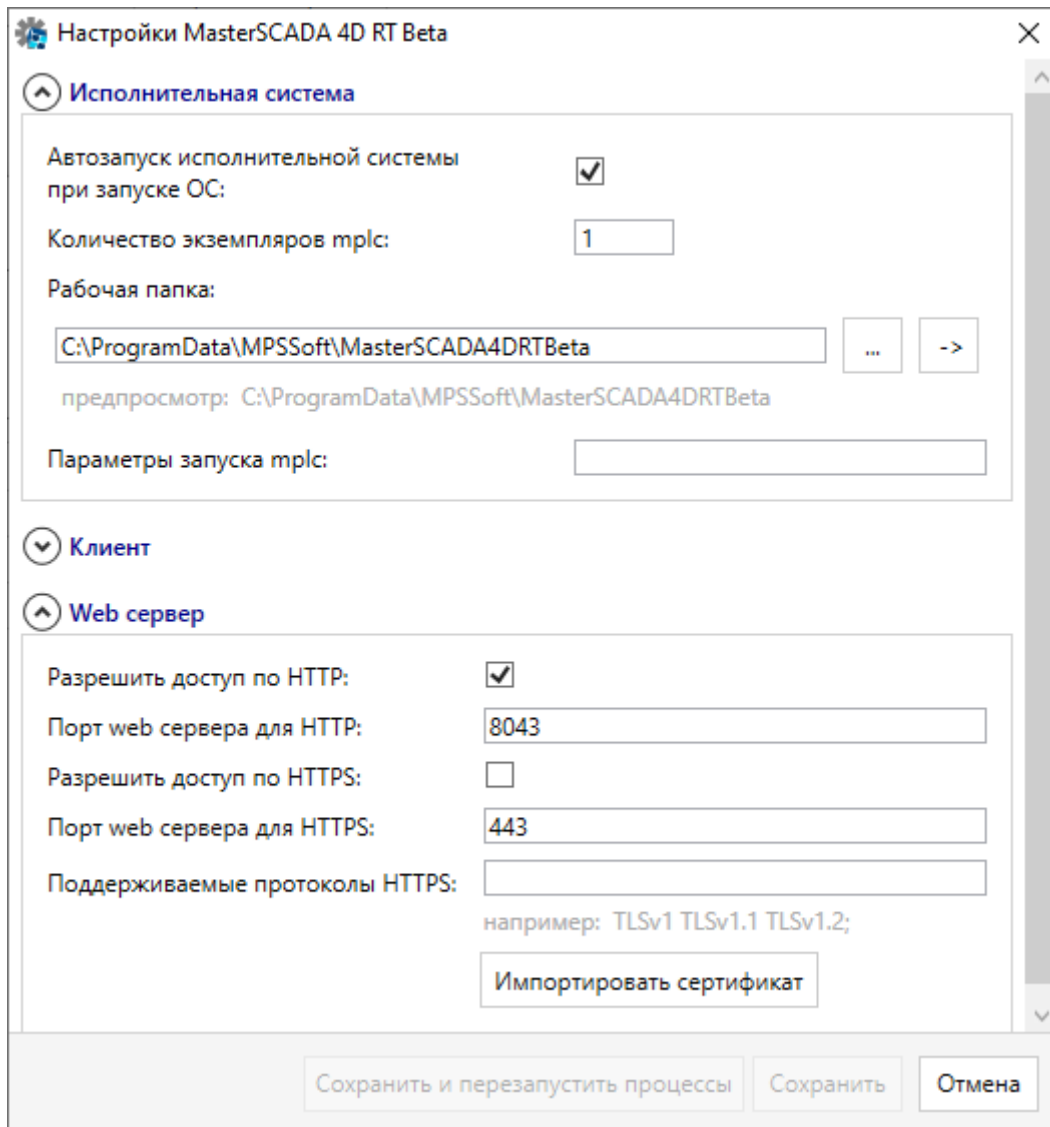 Настройки MasterSCADA 4D RT Beta
Исполнительная система
Автозапуск исполнительной системы
при запуске ОС:
Количество экземпляров mplc:
1
Рабочая папка:
C:\ProgramData\MPSSoft\MasterSCADA4DRTBeta
...
->
предпросмотр: C:\ProgramData\MPSSoft\MasterSCADA4DRTBeta
Параметры запуска mplc:
Клиент
Web сервер
Разрешить доступ по HTTP:
Порт web сервера для HTTP:
8043
Разрешить доступ по HTTPS:
Порт web сервера для HTTPS:
443
Поддерживаемые протоколы HTTPS:
например: TLSv1 TLSv1.1 TLSv1.2;
Импортировать сертификат
Сохранить и перезапустить процессы
Сохранить
Отмена